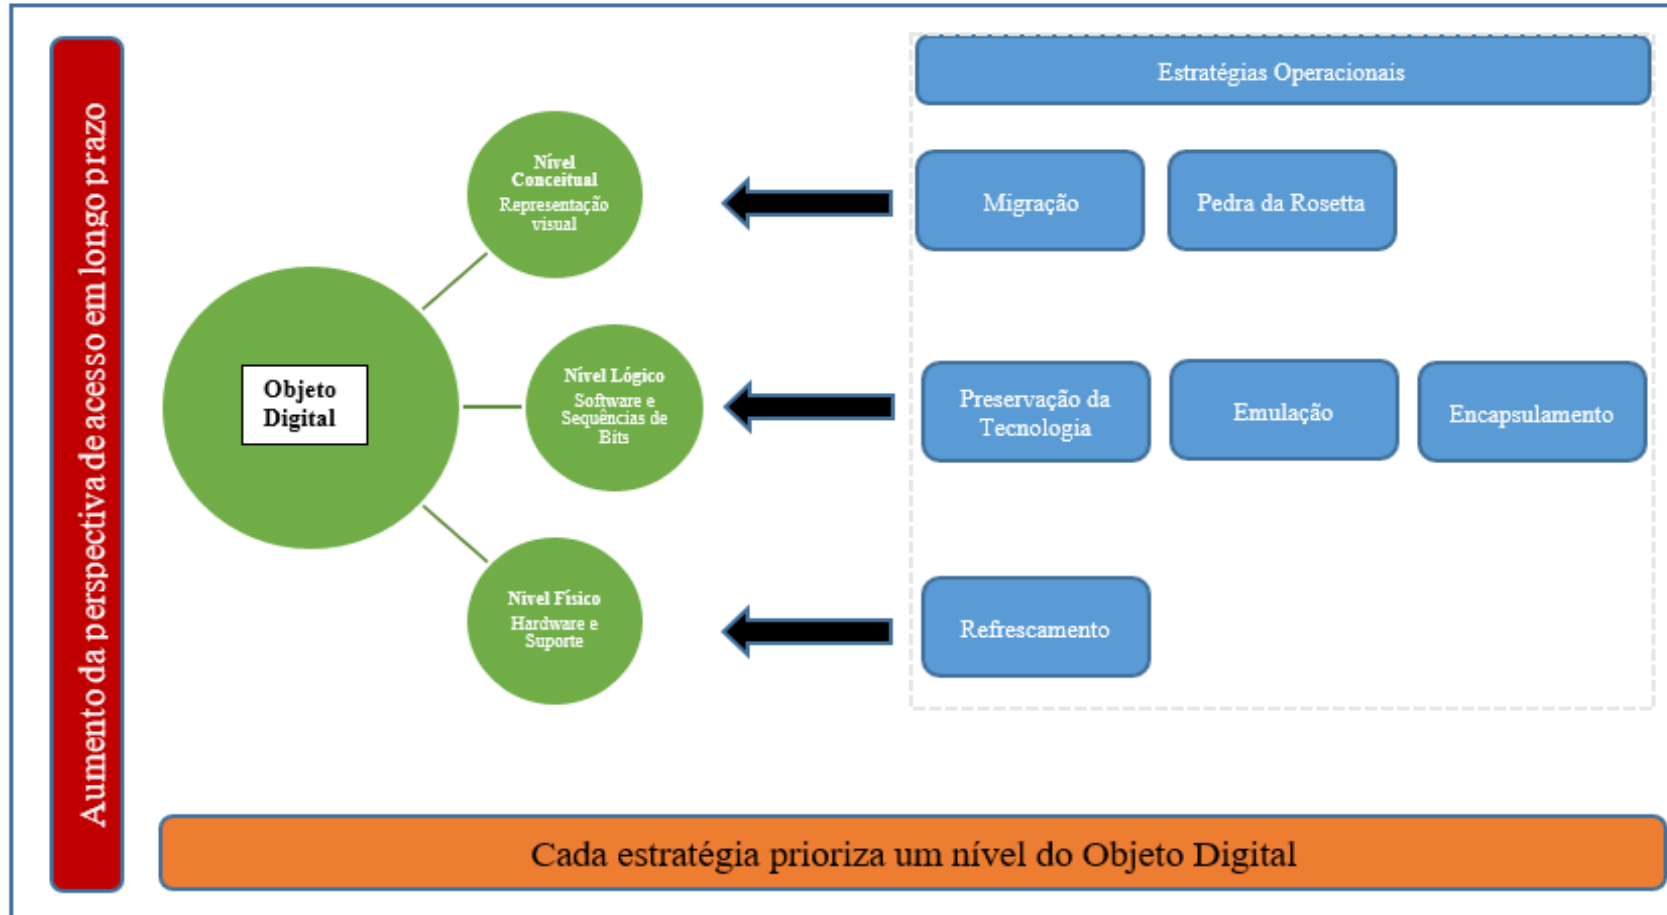 Aumento da perspectiva de acesso em longo prazo
Estratégias Operacionais
Nível
Conceitual
Representação
visual
Migração
Pedra da Rosetta
Objeto
Digital
Nível Lógico
Software e
Sequências de
Bits
Preservação da
Tecnologia
Emulação
Encapsulamento
Nível Físico
Hardware e
Suporte
Refrescamento
Cada estratégia prioriza um nível do Objeto Digital